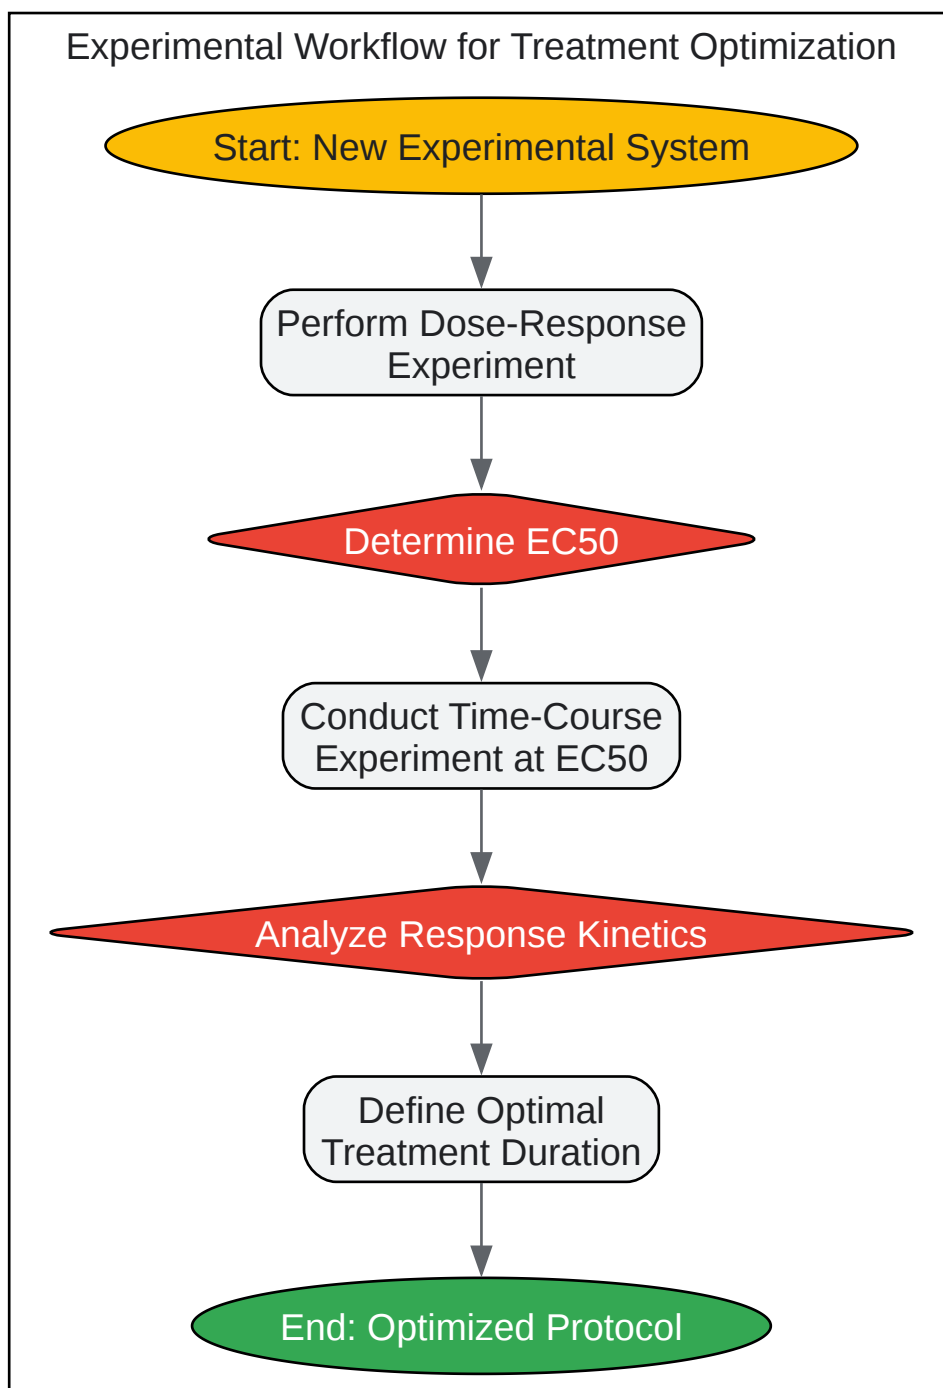 Experimental Workflow for Treatment Optimization
Start: New Experimental System
Perform Dose-Response
Experiment
Determine EC50
Conduct Time-Course
Experiment at EC50
Analyze Response Kinetics
Define Optimal
Treatment Duration
End: Optimized Protocol